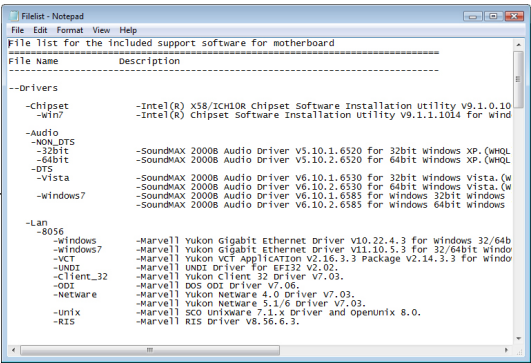 Filelist - Notepad
File Edit Format View Help
File list for the included support software for motherboard
================================================================================
File Name Description
--------------------------------------------------------------------------------
--Drivers
-Chipset -Intel(R) X58/ICH10R Chipset Software Installation Utility V9.1.0.10
-Win7 -Intel(R) Chipset Software Installation Utility V9.1.1.1014 for Wind
-Audio
-NON_DTS
-32bit -SoundMAX 2000B Audio Driver V5.10.1.6520 for 32bit Windows XP.(WHQL
-64bit -SoundMAX 2000B Audio Driver V5.10.2.6520 for 64bit Windows XP.(WHQL
-DTS
-Vista -SoundMAX 2000B Audio Driver V6.10.1.6530 for 32bit Windows Vista.(W
-SoundMAX 2000B Audio Driver V6.10.2.6530 for 64bit Windows Vista.(W
-Windows7 -SoundMAX 2000B Audio Driver V6.10.1.6585 for Windows 32bit Windows
-SoundMAX 2000B Audio Driver V6.10.2.6585 for Windows 64bit Windows
-Lan
-8056
-Windows -Marvell Yukon Gigabit Ethernet Driver V10.22.4.3 for Windows 32/64b
-Windows7 -Marvell Yukon Gigabit Ethernet Driver V11.10.5.3 for 32/64bit Windo
-VCT -Marvell Yukon VCT ApplicATion V2.16.3.3 Package V2.14.3.3 for Windo
-UNDI -Marvell UNDI Driver for EFI32 V2.02.
-Client_32 -Marvell Yukon Client 32 Driver V7.03.
-ODI -Marvell DOS ODI Driver V7.06.
-NetWare -Marvell Yukon NetWare 4.0 Driver V7.03.
-Marvell Yukon NetWare 5.1/6 Driver V7.03.
-Unix -Marvell SCO UnixWare 7.1.x Driver and OpenUnix 8.0.
-RIS -Marvell RIS Driver V8.56.6.3.